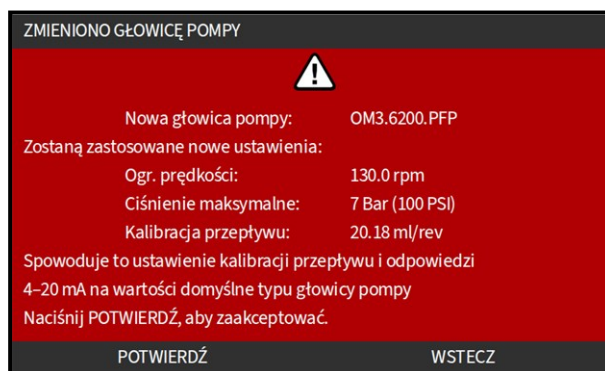 ZMIENIONO GŁOWICĘ POMPY
Nowa głowica pompy: OM3.6200.PFP
Zostaną zastosowane nowe ustawienia:
Ogr. prędkości: 130.0 rpm
Ciśnienie maksymalne: 7 Bar (100 PSI)
Kalibracja przepływu: 20.18 ml/rev
Spowoduje to ustawienie kalibracji przepływu i odpowiedzi
4–20 mA na wartości domyślne typu głowicy pompy
Naciśnij POTWIERDŹ, aby zaakceptować.
POTWIERDŹ WSTECZ